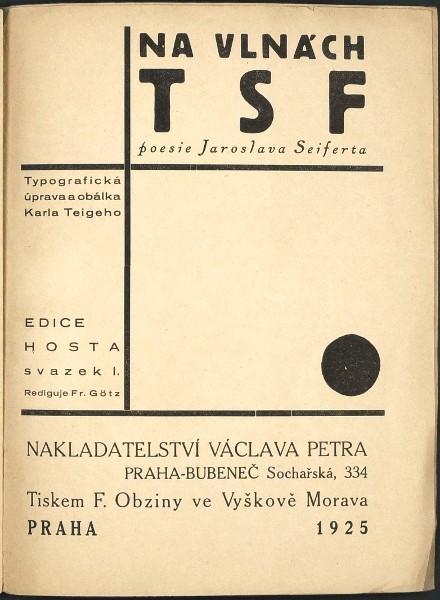 NA VLNÁCH
TSF
poesie Jaroslava Seiferta
Typografická
úprava a obálka
Karla Teigeho
EDICE
HOSTA
svazek I.
Rediguje Fr. Götz
NAKLADATELSTVÍ VÁCLAVA PETRA
PRAHA-BUBENEČ Sochařská, 334
Tiskem F. Obziny ve Vyškově Morava
PRAHA 1925